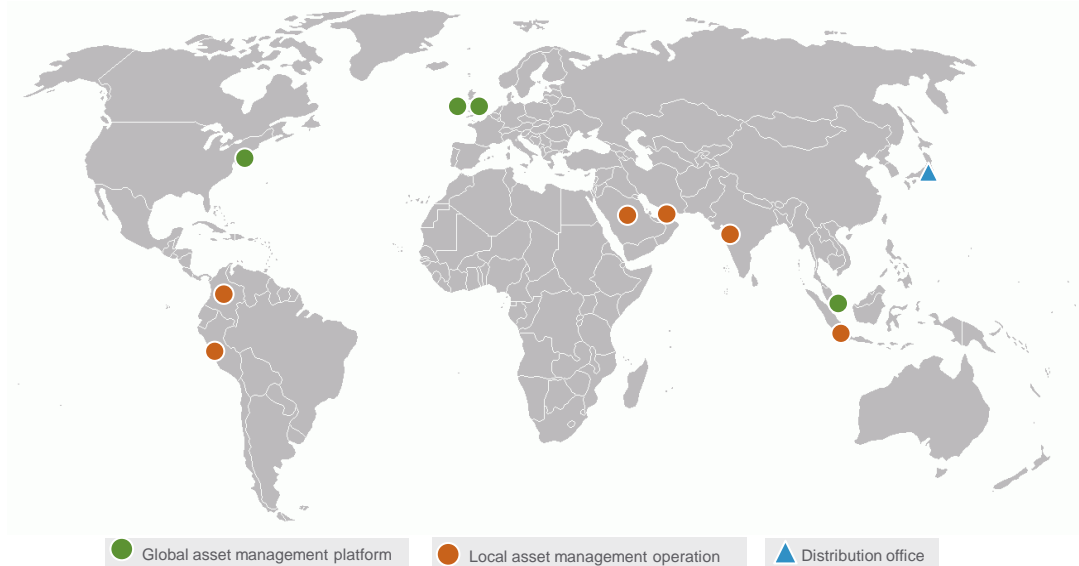 Global asset management platform
Local asset management operation
Distribution office